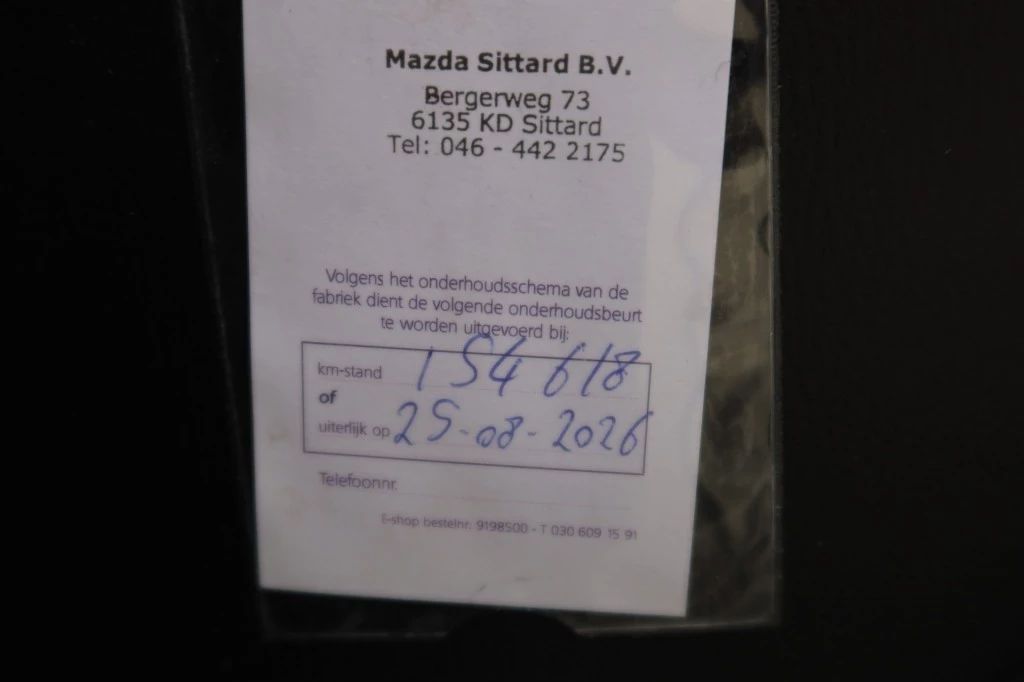 Mazda Sittard B.V.
Bergerweg 73
6135 KD Sittard
Tel: 046 - 442 2175
Volgens het onderhoudsschema van de
fabriek dient de volgende onderhoudsbeurt
te worden uitgevoerd bij:
km-stand 154 618
of
uiterlijk op 25-08-2026
Telefoonnr.
E-shop bestelnr. 9198500 - T 030 609 15 91